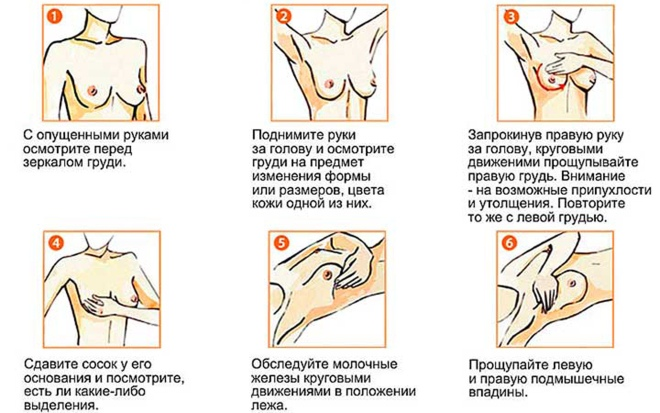 1
С опущенными руками
осмотрите перед
зеркалом груди.
2
Поднимите руки
за голову и осмотрите
груди на предмет
изменения формы
или размеров, цвета
кожи одной из них.
3
Запрокинув правую руку
за голову, круговыми
движениями прощупывайте
правую грудь. Внимание
- на возможные припухлости
и утолщения. Повторите
то же с левой грудью.
4
Сдавите сосок у его
основания и посмотрите,
есть ли какие-либо
выделения.
5
Обследуйте молочные
железы круговыми
движениями в положении
лежа.
6
Прощупайте левую
и правую подмышечные
впадины.